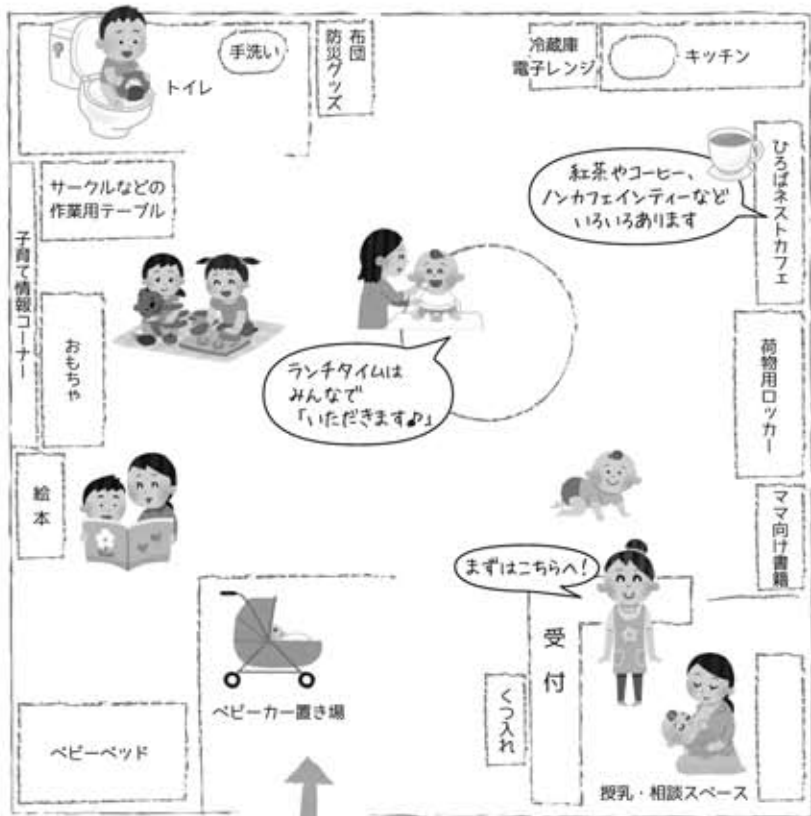 手洗い
トイレ
布団
防災グッズ
冷蔵庫
電子レンジ
キッチン
ひろばネストカフェ
紅茶やコーヒー、
ノンカフェインティーなど
いろいろあります
サークルなどの
作業用テーブル
子育て情報コーナー
おもちゃ
ランチタイムは
みんなで
「いただきます♪」
荷物用ロッカー
絵本
ママ向け書籍
まずはこちらへ!
受付
くつ入れ
ベビーカー置き場
ベビーベッド
授乳・相談スペース